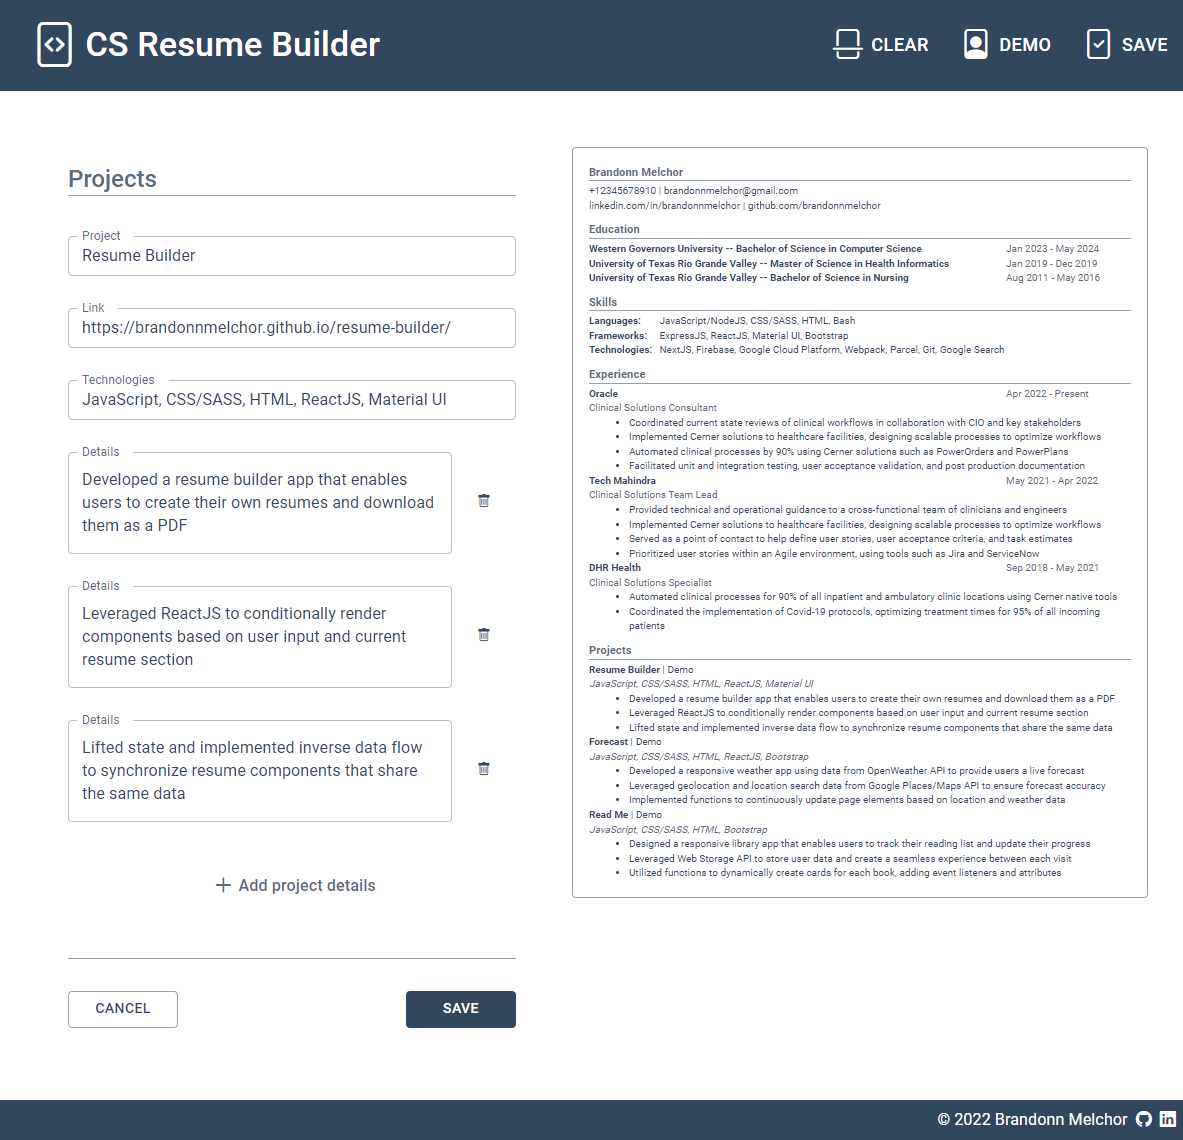 CS Resume Builder
CLEAR
DEMO
SAVE
Projects
Project
Resume Builder
Link
https://brandonnmelchor.github.io/resume-builder/
Technologies
JavaScript, CSS/SASS, HTML, ReactJS, Material UI
Details
Developed a resume builder app that enables
users to create their own resumes and download
them as a PDF
Details
Leveraged ReactJS to conditionally render
components based on user input and current
resume section
Details
Lifted state and implemented inverse data flow
to synchronize resume components that share
the same data
+ Add project details
CANCEL
SAVE
Brandonn Melchor
+12345678910 | brandonnmelchor@gmail.com
linkedin.com/in/brandonnmelchor | github.com/brandonnmelchor
Education
Western Governors University -- Bachelor of Science in Computer Science Jan 2023 - May 2024
University of Texas Rio Grande Valley -- Master of Science in Health Informatics Jan 2019 - Dec 2019
University of Texas Rio Grande Valley -- Bachelor of Science in Nursing Aug 2011 - May 2016
Skills
Languages: JavaScript/NodeJS, CSS/SASS, HTML, Bash
Frameworks: ExpressJS, ReactJS, Material UI, Bootstrap
Technologies: NextJS, Firebase, Google Cloud Platform, Webpack, Parcel, Git, Google Search
Experience
Oracle Apr 2022 - Present
Clinical Solutions Consultant
• Coordinated current state reviews of clinical workflows in collaboration with CIO and key stakeholders
• Implemented Cerner solutions to healthcare facilities, designing scalable processes to optimize workflows
• Automated clinical processes by 90% using Cerner solutions such as PowerOrders and PowerPlans
• Facilitated unit and integration testing, user acceptance validation, and post production documentation
Tech Mahindra May 2021 - Apr 2022
Clinical Solutions Team Lead
• Provided technical and operational guidance to a cross-functional team of clinicians and engineers
• Implemented Cerner solutions to healthcare facilities, designing scalable processes to optimize workflows
• Served as a point of contact to help define user stories, user acceptance criteria, and task estimates
• Prioritized user stories within an Agile environment, using tools such as Jira and ServiceNow
DHR Health Sep 2018 - May 2021
Clinical Solutions Specialist
• Automated clinical processes for 90% of all inpatient and ambulatory clinic locations using Cerner native tools
• Coordinated the implementation of Covid-19 protocols, optimizing treatment times for 95% of all incoming
patients
Projects
Resume Builder | Demo
JavaScript, CSS/SASS, HTML, ReactJS, Material UI
• Developed a resume builder app that enables users to create their own resumes and download them as a PDF
• Leveraged ReactJS to conditionally render components based on user input and current resume section
• Lifted state and implemented inverse data flow to synchronize resume components that share the same data
Forecast | Demo
JavaScript, CSS/SASS, HTML, ReactJS, Bootstrap
• Developed a responsive weather app using data from OpenWeather API to provide users a live forecast
• Leveraged geolocation and location search data from Google Places/Maps API to ensure forecast accuracy
• Implemented functions to continuously update page elements based on location and weather data
Read Me | Demo
JavaScript, CSS/SASS, HTML, Bootstrap
• Designed a responsive library app that enables users to track their reading list and update their progress
• Leveraged Web Storage API to store user data and create a seamless experience between each visit
• Utilized functions to dynamically create cards for each book, adding event listeners and attributes
© 2022 Brandonn Melchor